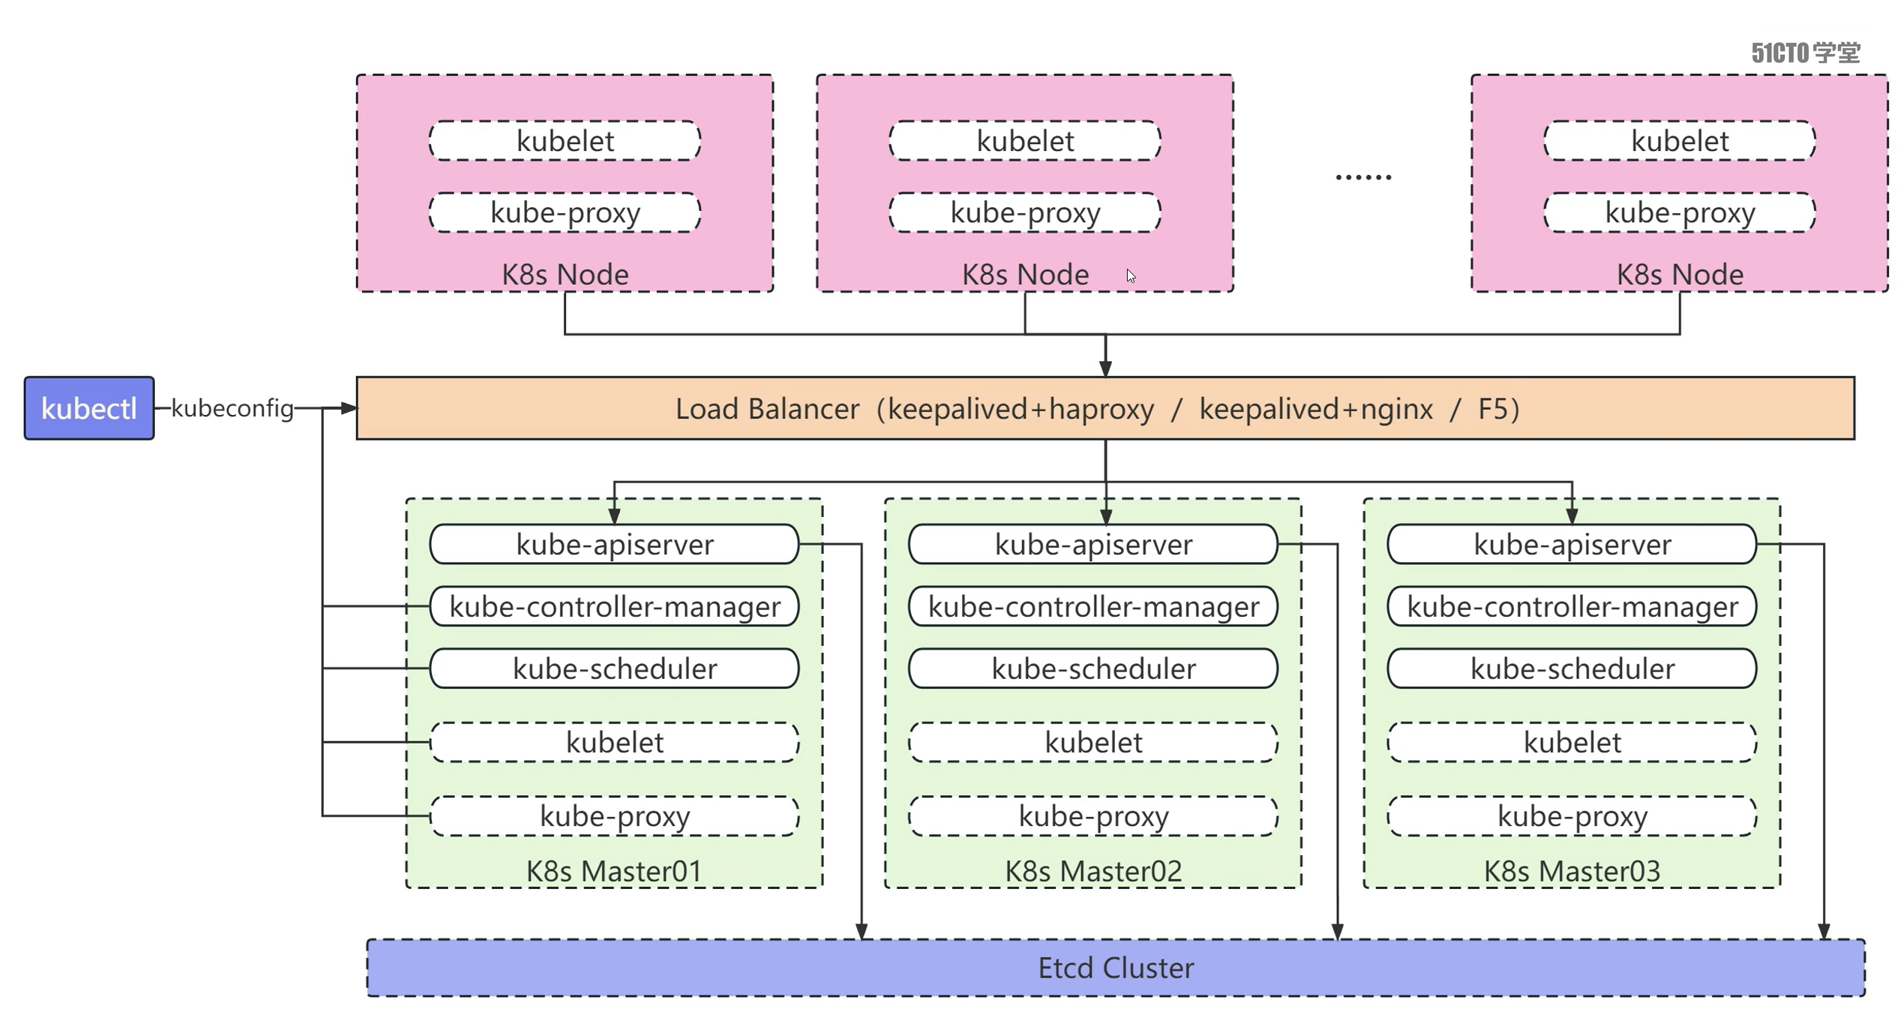 51CTO学堂
kubelet
kube-proxy
K8s Node
kubelet
kube-proxy
K8s Node
......
kubelet
kube-proxy
K8s Node
kubectl
kubeconfig
Load Balancer（keepalived+haproxy / keepalived+nginx / F5）
kube-apiserver
kube-controller-manager
kube-scheduler
kubelet
kube-proxy
K8s Master01
kube-apiserver
kube-controller-manager
kube-scheduler
kubelet
kube-proxy
K8s Master02
kube-apiserver
kube-controller-manager
kube-scheduler
kubelet
kube-proxy
K8s Master03
Etcd Cluster